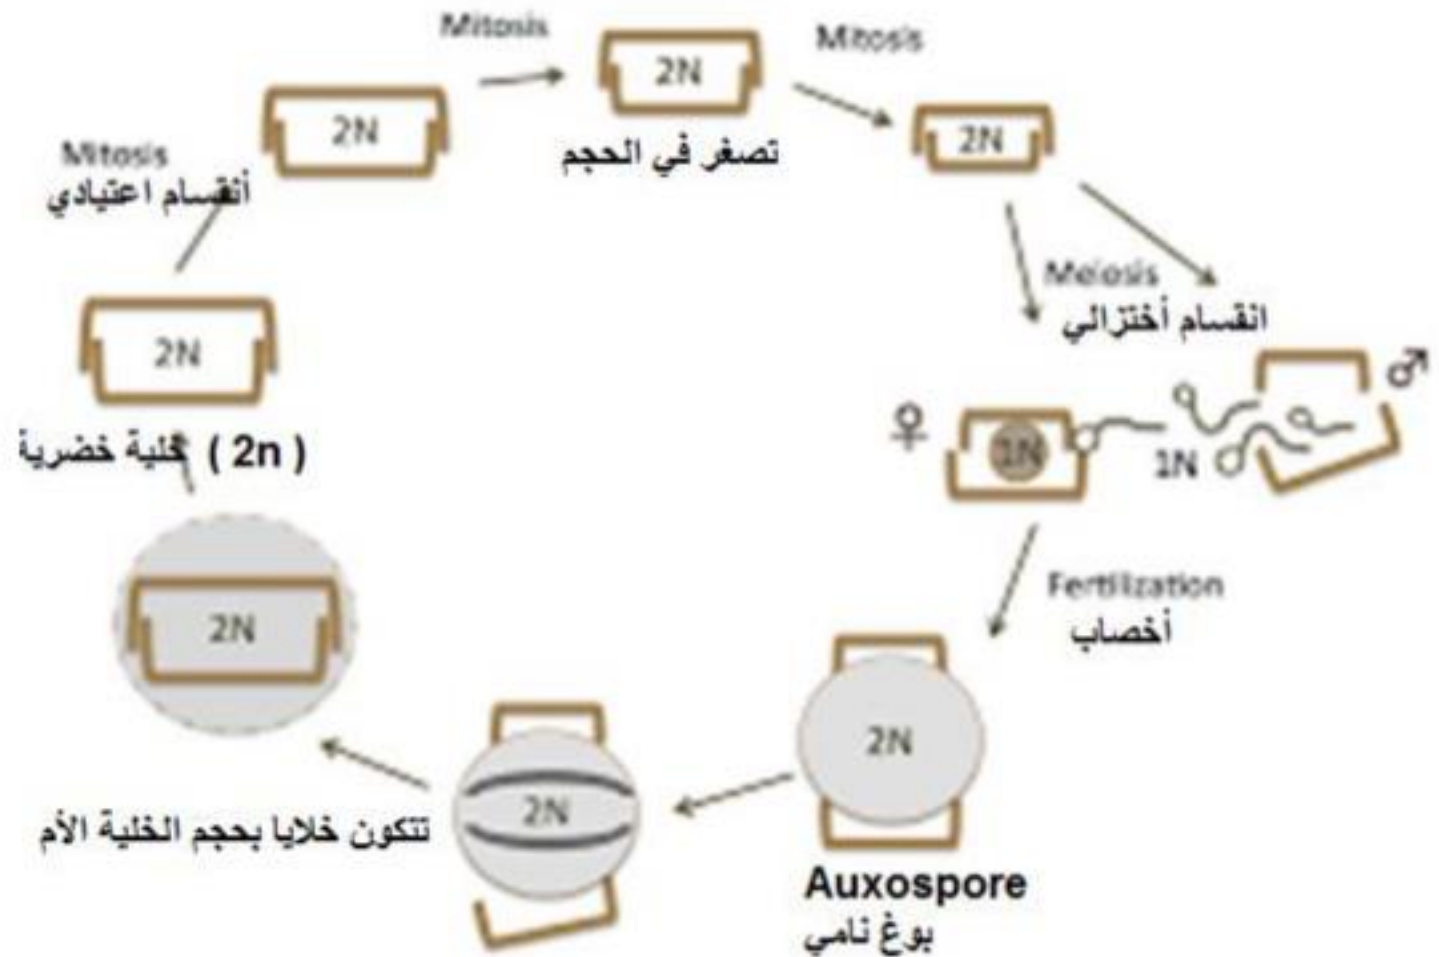 Mitosis
2N
Mitosis
2N
تصغر في الحجم
2N
Mitosis
أنقسام اعتيادي
2N
خلية خضرية ( 2n )
Meiosis
انقسام أختزالي
♀
1N
1N
♂
Fertilization
أخصاب
2N
Auxospore
بوغ نامي
2N
تتكون خلايا بحجم الخلية الأم
2N